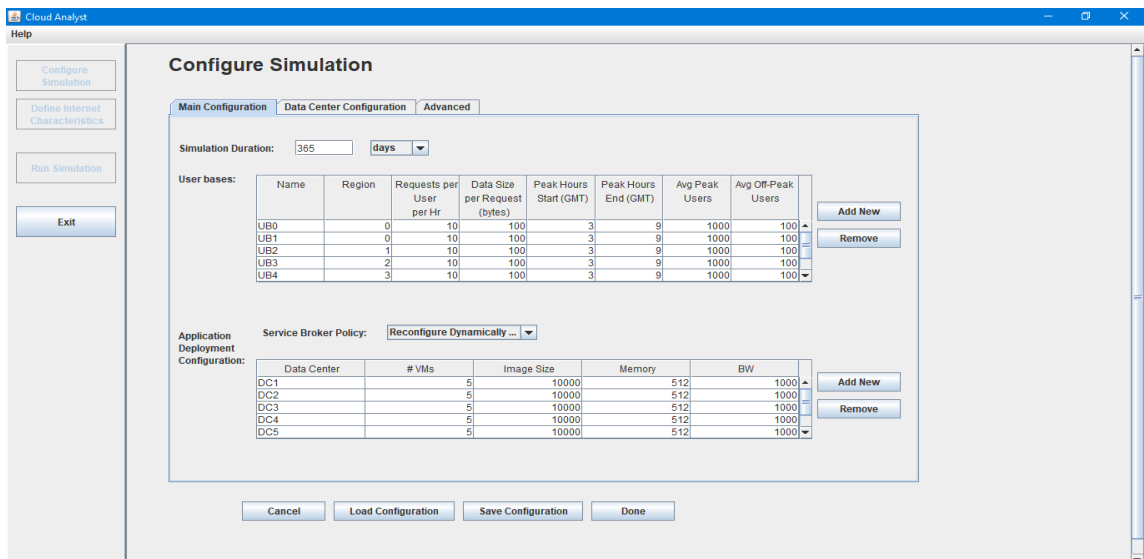 Cloud Analyst
Help
Configure
Simulation
Define Internet
Characteristics
Run Simulation
Exit
Configure Simulation
Main Configuration Data Center Configuration Advanced
Simulation Duration: 365 days
User bases:
Name Region Requests per User per Hr Data Size per Request (bytes) Peak Hours Start (GMT) Peak Hours End (GMT) Avg Peak Users Avg Off-Peak Users
UB0 0 10 100 3 9 1000 100
UB1 0 10 100 3 9 1000 100
UB2 1 10 100 3 9 1000 100
UB3 2 10 100 3 9 1000 100
UB4 3 10 100 3 9 1000 100
Add New
Remove
Application
Deployment
Configuration:
Service Broker Policy: Reconfigure Dynamically ...
Data Center # VMs Image Size Memory BW
DC1 5 10000 512 1000
DC2 5 10000 512 1000
DC3 5 10000 512 1000
DC4 5 10000 512 1000
DC5 5 10000 512 1000
Add New
Remove
Cancel Load Configuration Save Configuration Done